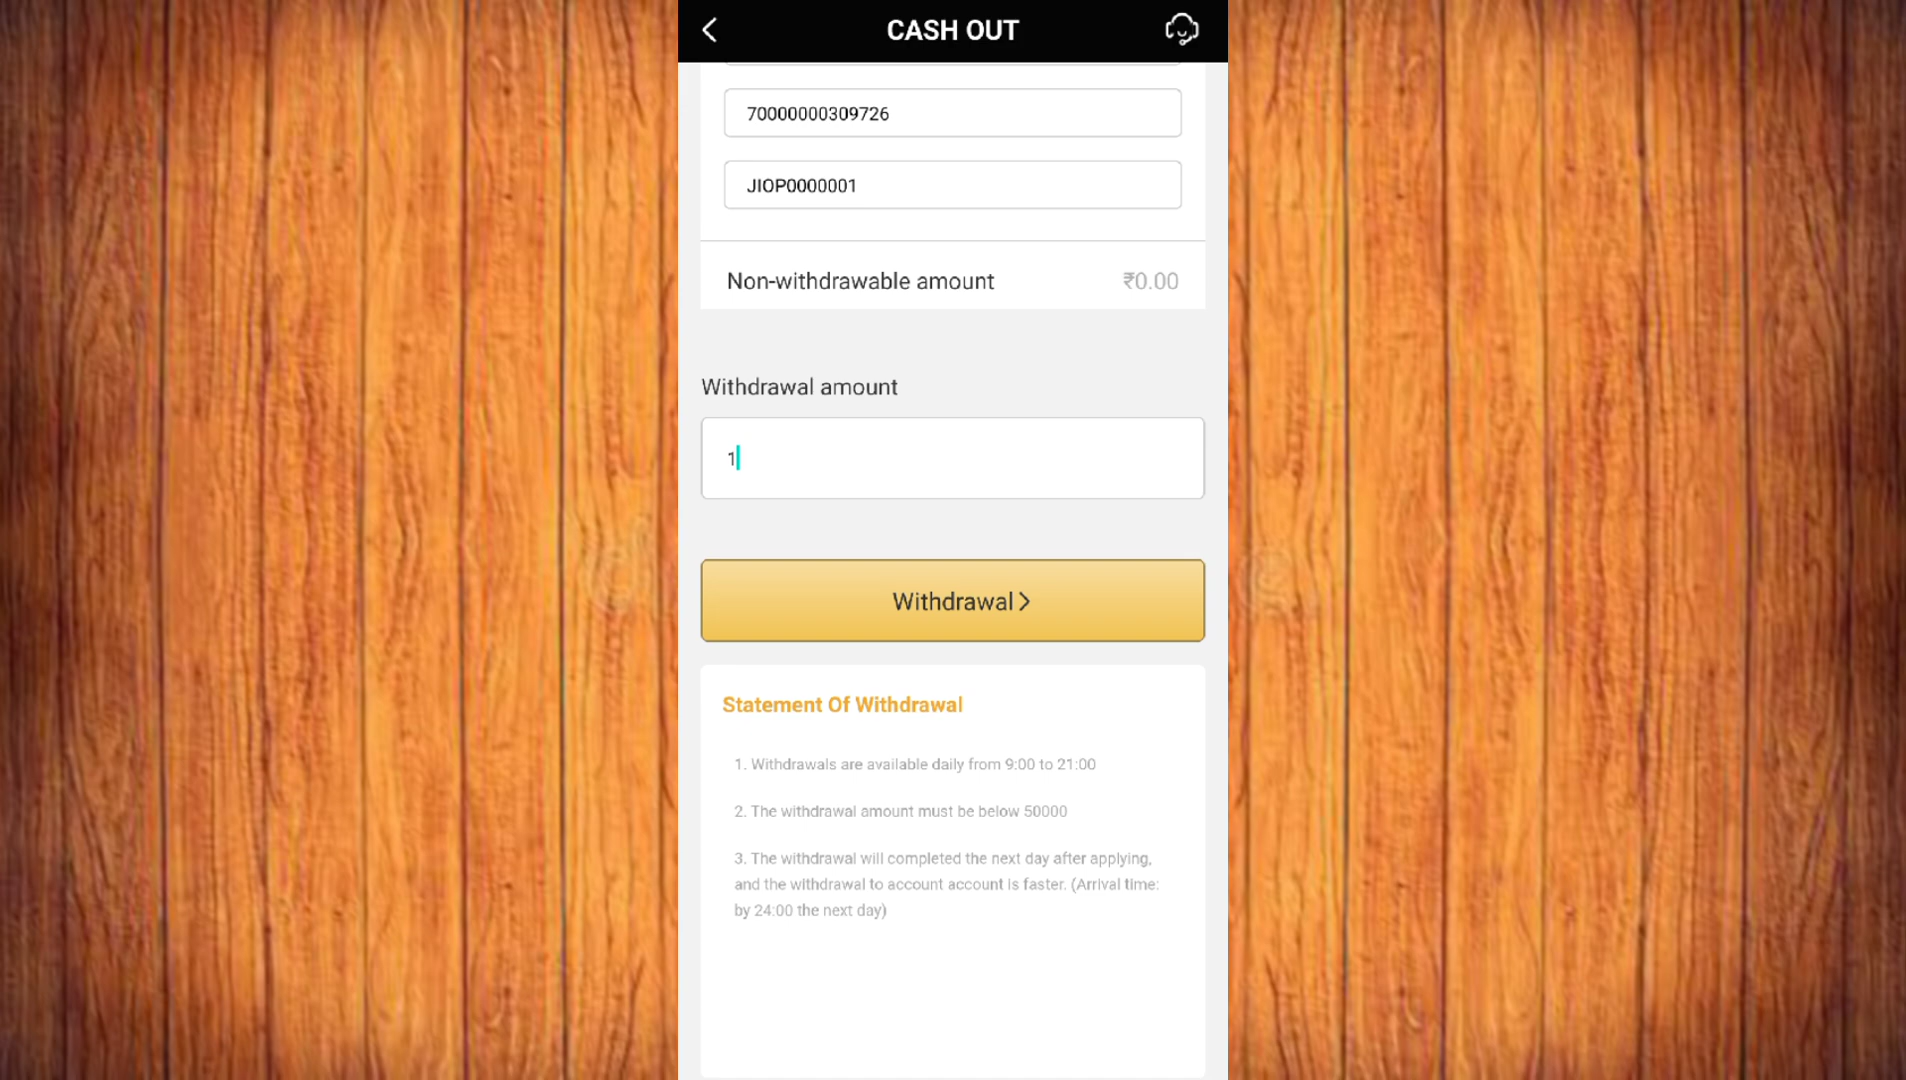 CASH OUT
70000000309726
JIOP0000001
Non-withdrawable amount ₹0.00
Withdrawal amount
1
Withdrawal >
Statement Of Withdrawal
1. Withdrawals are available daily from 9:00 to 21:00
2. The withdrawal amount must be below 50000
3. The withdrawal will completed the next day after applying,
and the withdrawal to account account is faster. (Arrival time:
by 24:00 the next day)